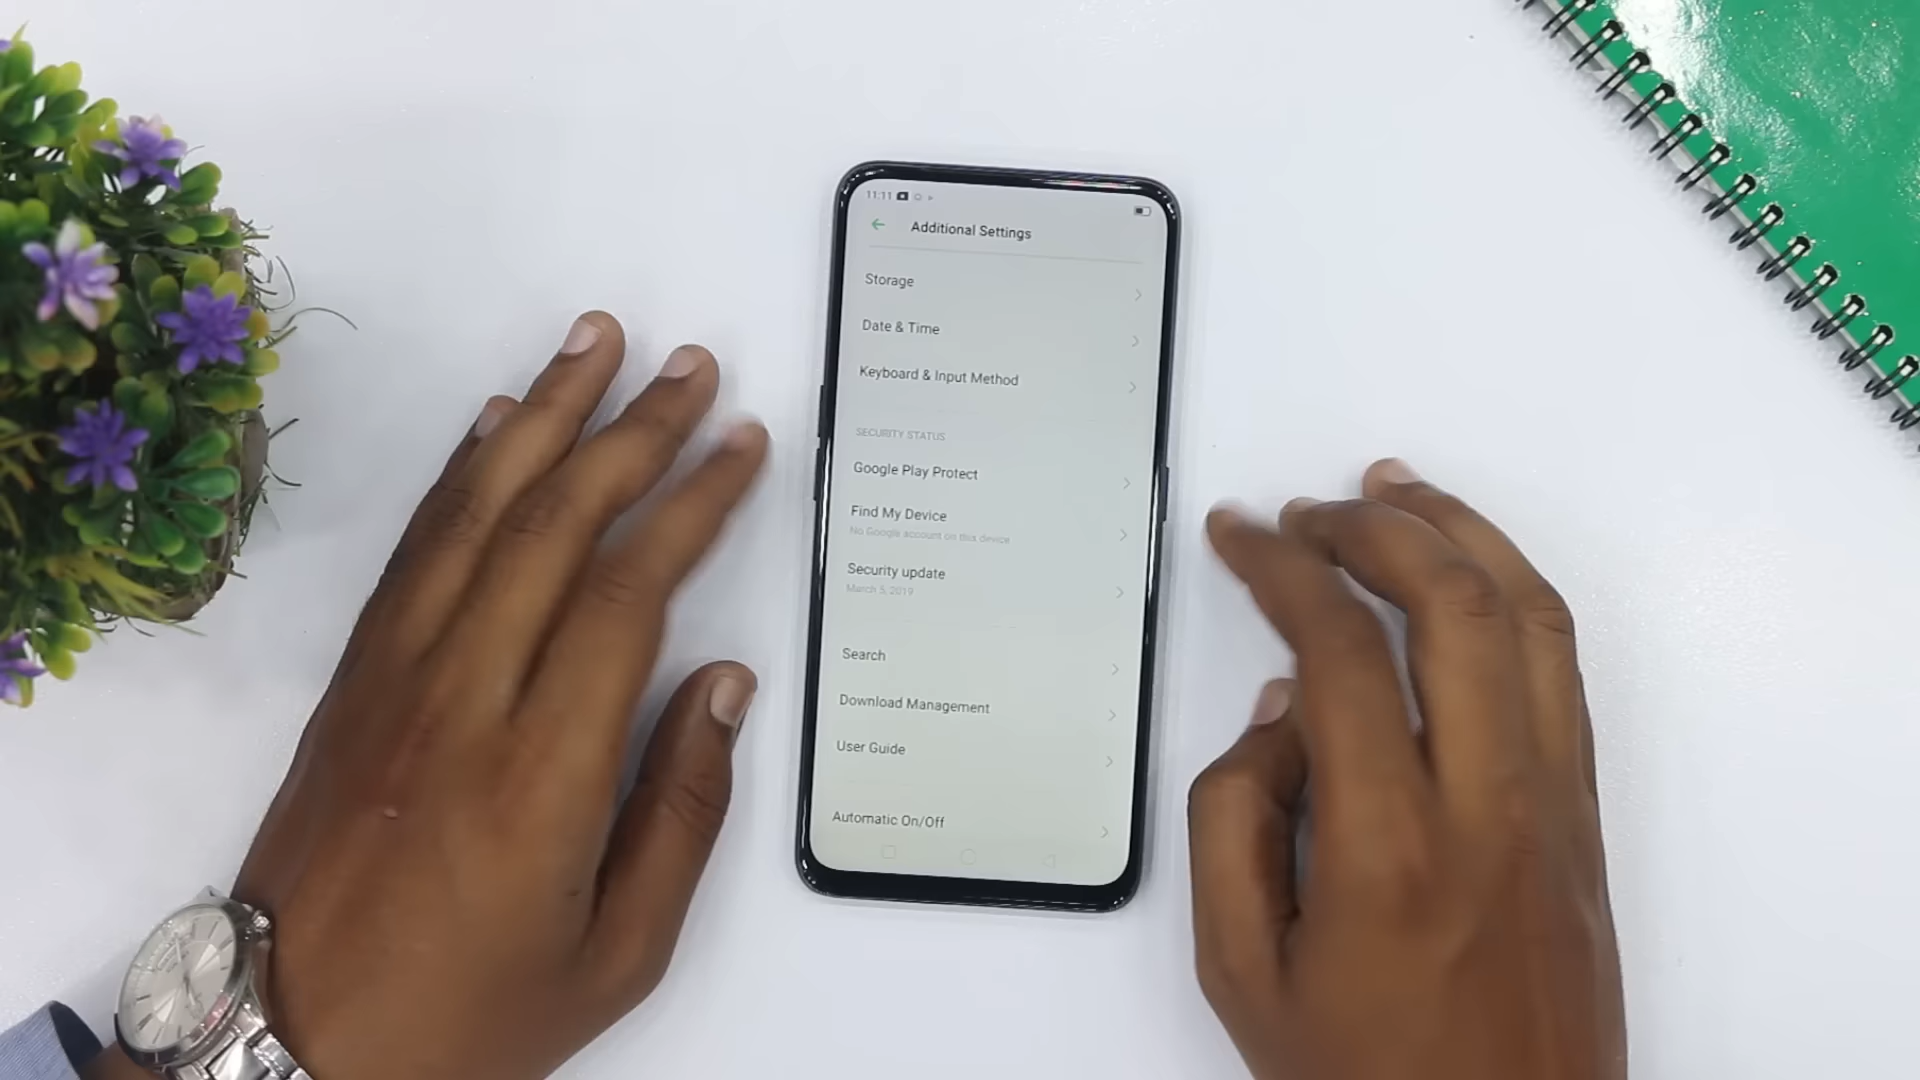 11:11
Additional Settings
Storage
Date & Time
Keyboard & Input Method
SECURITY STATUS
Google Play Protect
Find My Device
No Google account on this device
Security update
March 5, 2019
Search
Download Management
User Guide
Automatic On/Off